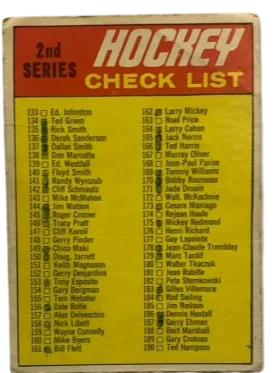 2nd
SERIES
HOCKEY
CHECK LIST
133 Ed. Johnston
134 Ted Green
135 Rick Smith
136 Derek Sanderson
137 Dallas Smith
138 Don Marcotte
139 Ed. Westfall
140 Floyd Smith
141 Randy Wyrozub
142 Cliff Schmautz
143 Mike McMahon
144 Jim Watson
145 Roger Crozier
146 Tracy Pratt
147 Cliff Koroll
148 Gerry Pinder
149 Chico Maki
150 Doug. Jarrett
151 Keith Magnuson
152 Gerry Desjardins
153 Tony Esposito
154 Gary Bergman
155 Tom Webster
156 Dale Rolfe
157 Alex Delvecchio
158 Nick Libett
159 Wayne Connelly
160 Mike Byers
161 Bill Flett
162 Larry Mickey
163 Noel Price
164 Larry Cahan
165 Jack Norris
166 Ted Harris
167 Murray Oliver
168 Jean-Paul Parise
169 Tommy Williams
170 Bobby Rousseau
171 Jude Drouin
172 Walt. McKechnie
173 Cesare Maniago
174 Rejean Houle
175 Mickey Redmond
176 Henri Richard
177 Guy Lapointe
178 Jean-Claude Tremblay
179 Marc Tardif
180 Walter Tkaczuk
181 Jean Ratelle
182 Pete Stemkowski
183 Gilles Villemure
184 Rod Seiling
185 Jim Neilson
186 Dennis Hextall
187 Gerry Ehman
188 Bert Marshall
189 Gary Croteau
190 Ted Hampson